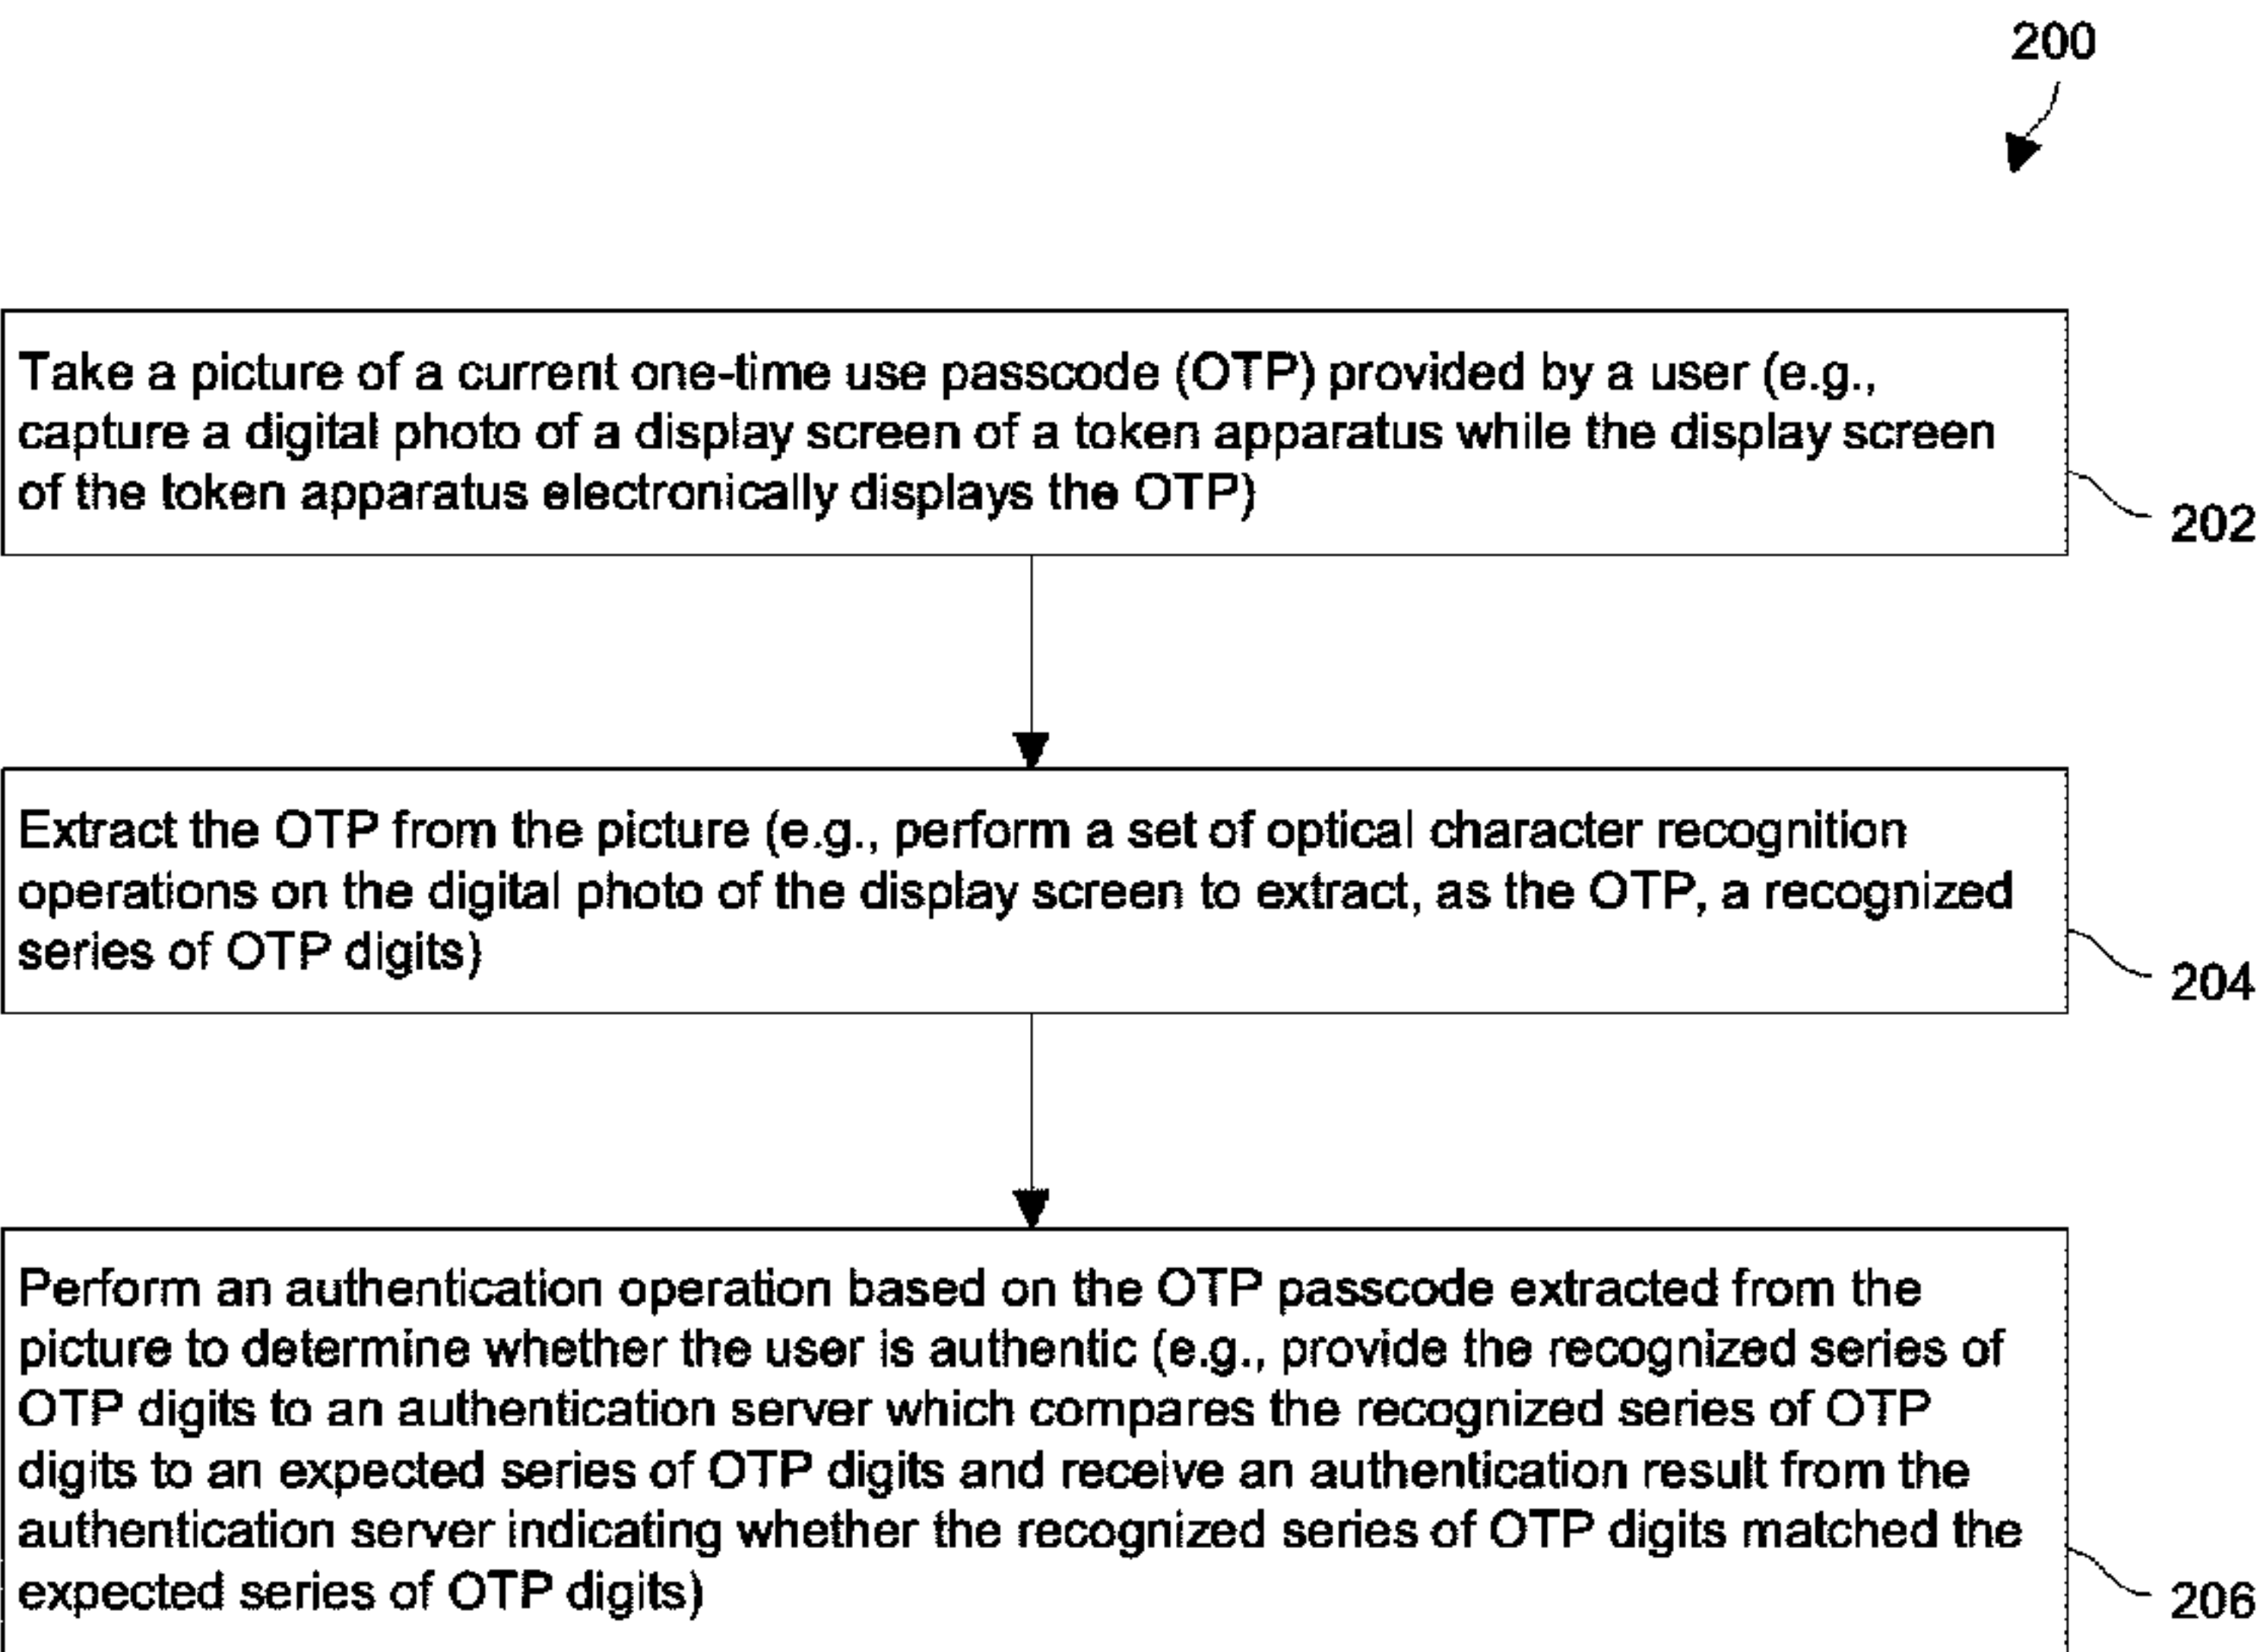 200
Take a picture of a current one-time use passcode (OTP) provided by a user (e.g.,
capture a digital photo of a display screen of a token apparatus while the display screen
of the token apparatus electronically displays the OTP)
202
Extract the OTP from the picture (e.g., perform a set of optical character recognition
operations on the digital photo of the display screen to extract, as the OTP, a recognized
series of OTP digits)
204
Perform an authentication operation based on the OTP passcode extracted from the
picture to determine whether the user is authentic (e.g., provide the recognized series of
OTP digits to an authentication server which compares the recognized series of OTP
digits to an expected series of OTP digits and receive an authentication result from the
authentication server indicating whether the recognized series of OTP digits matched the
expected series of OTP digits)
206